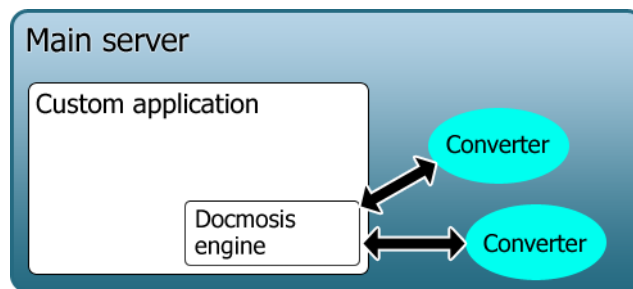 Main server
Custom application
Converter
Docmosis
engine
Converter